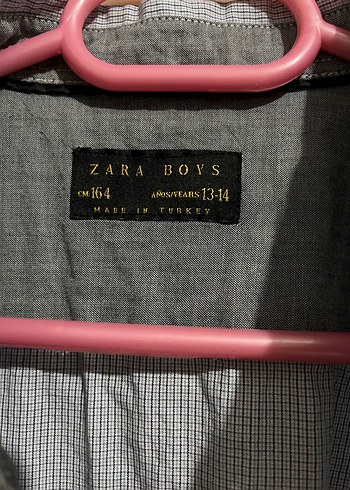 ZARA BOYS
CM 164 AÑOS/YEARS 13-14
MADE IN TURKEY